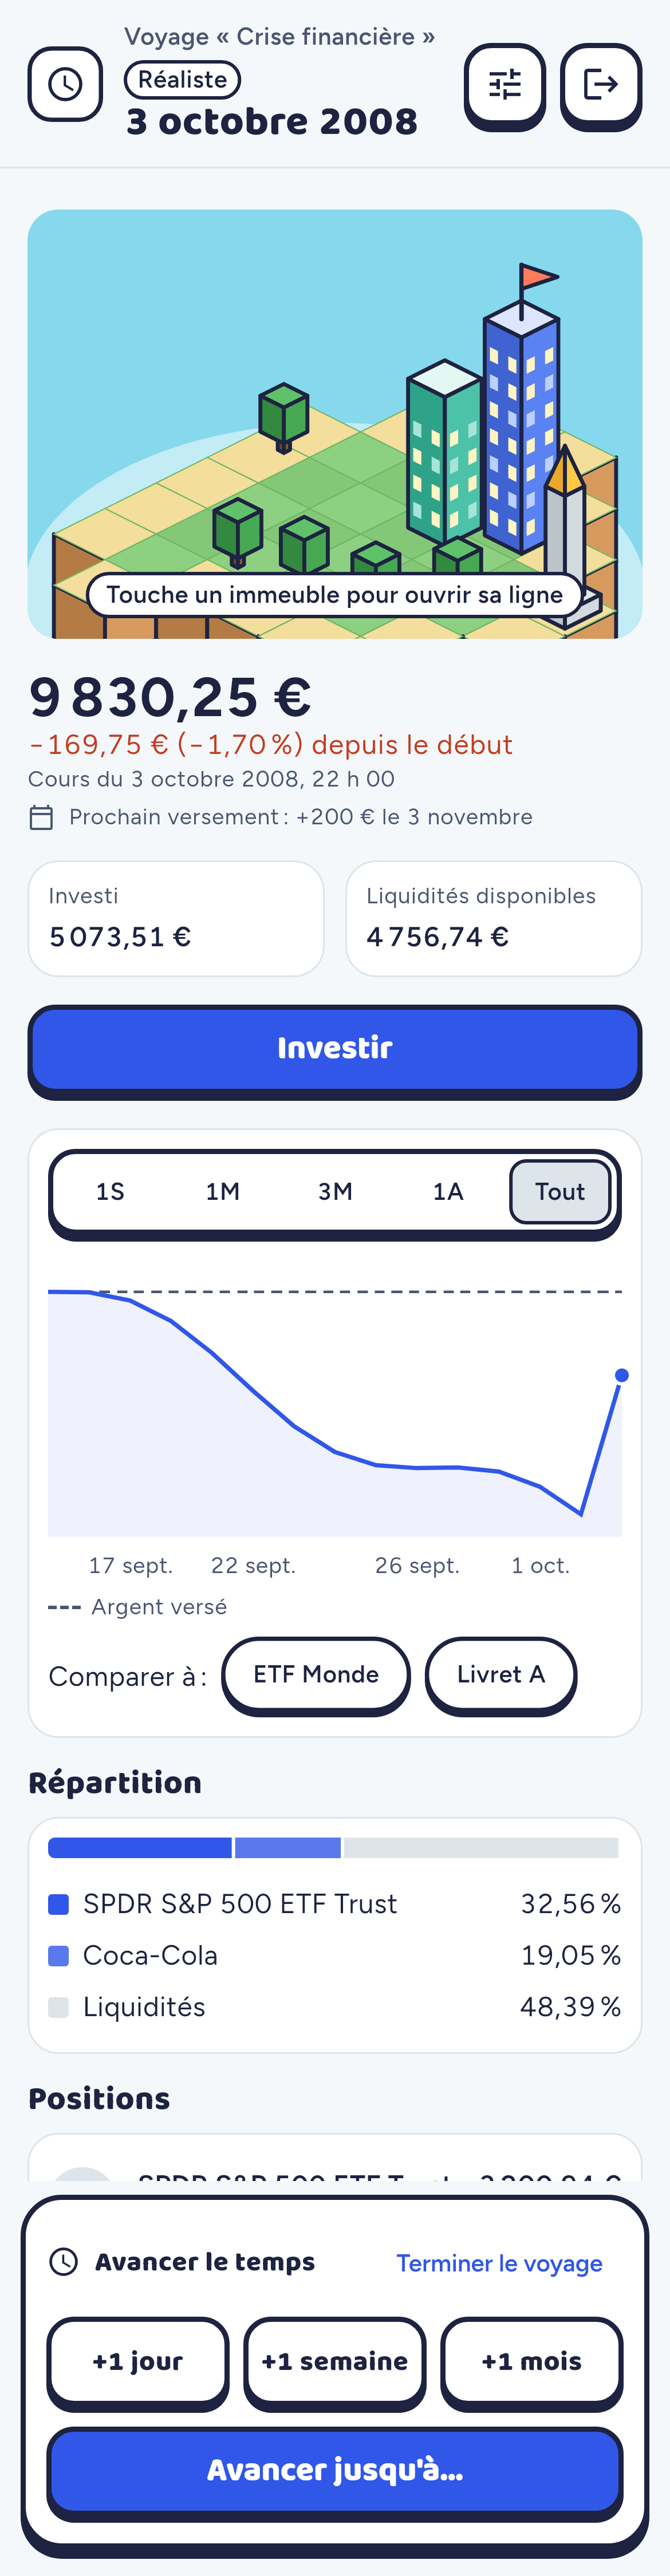 Voyage « Crise financière »
Réaliste
3 octobre 2008
Touche un immeuble pour ouvrir sa ligne
9 830,25 €
−169,75 € (−1,70 %) depuis le début
Cours du 3 octobre 2008, 22 h 00
Prochain versement : +200 € le 3 novembre
Investi
5 073,51 €
Liquidités disponibles
4 756,74 €
Investir
1S 1M 3M 1A Tout
17 sept. 22 sept. 26 sept. 1 oct.
Argent versé
Comparer à : ETF Monde Livret A
Répartition
SPDR S&P 500 ETF Trust 32,56 %
Coca-Cola 19,05 %
Liquidités 48,39 %
Positions
Avancer le temps Terminer le voyage
+1 jour +1 semaine +1 mois
Avancer jusqu'à...